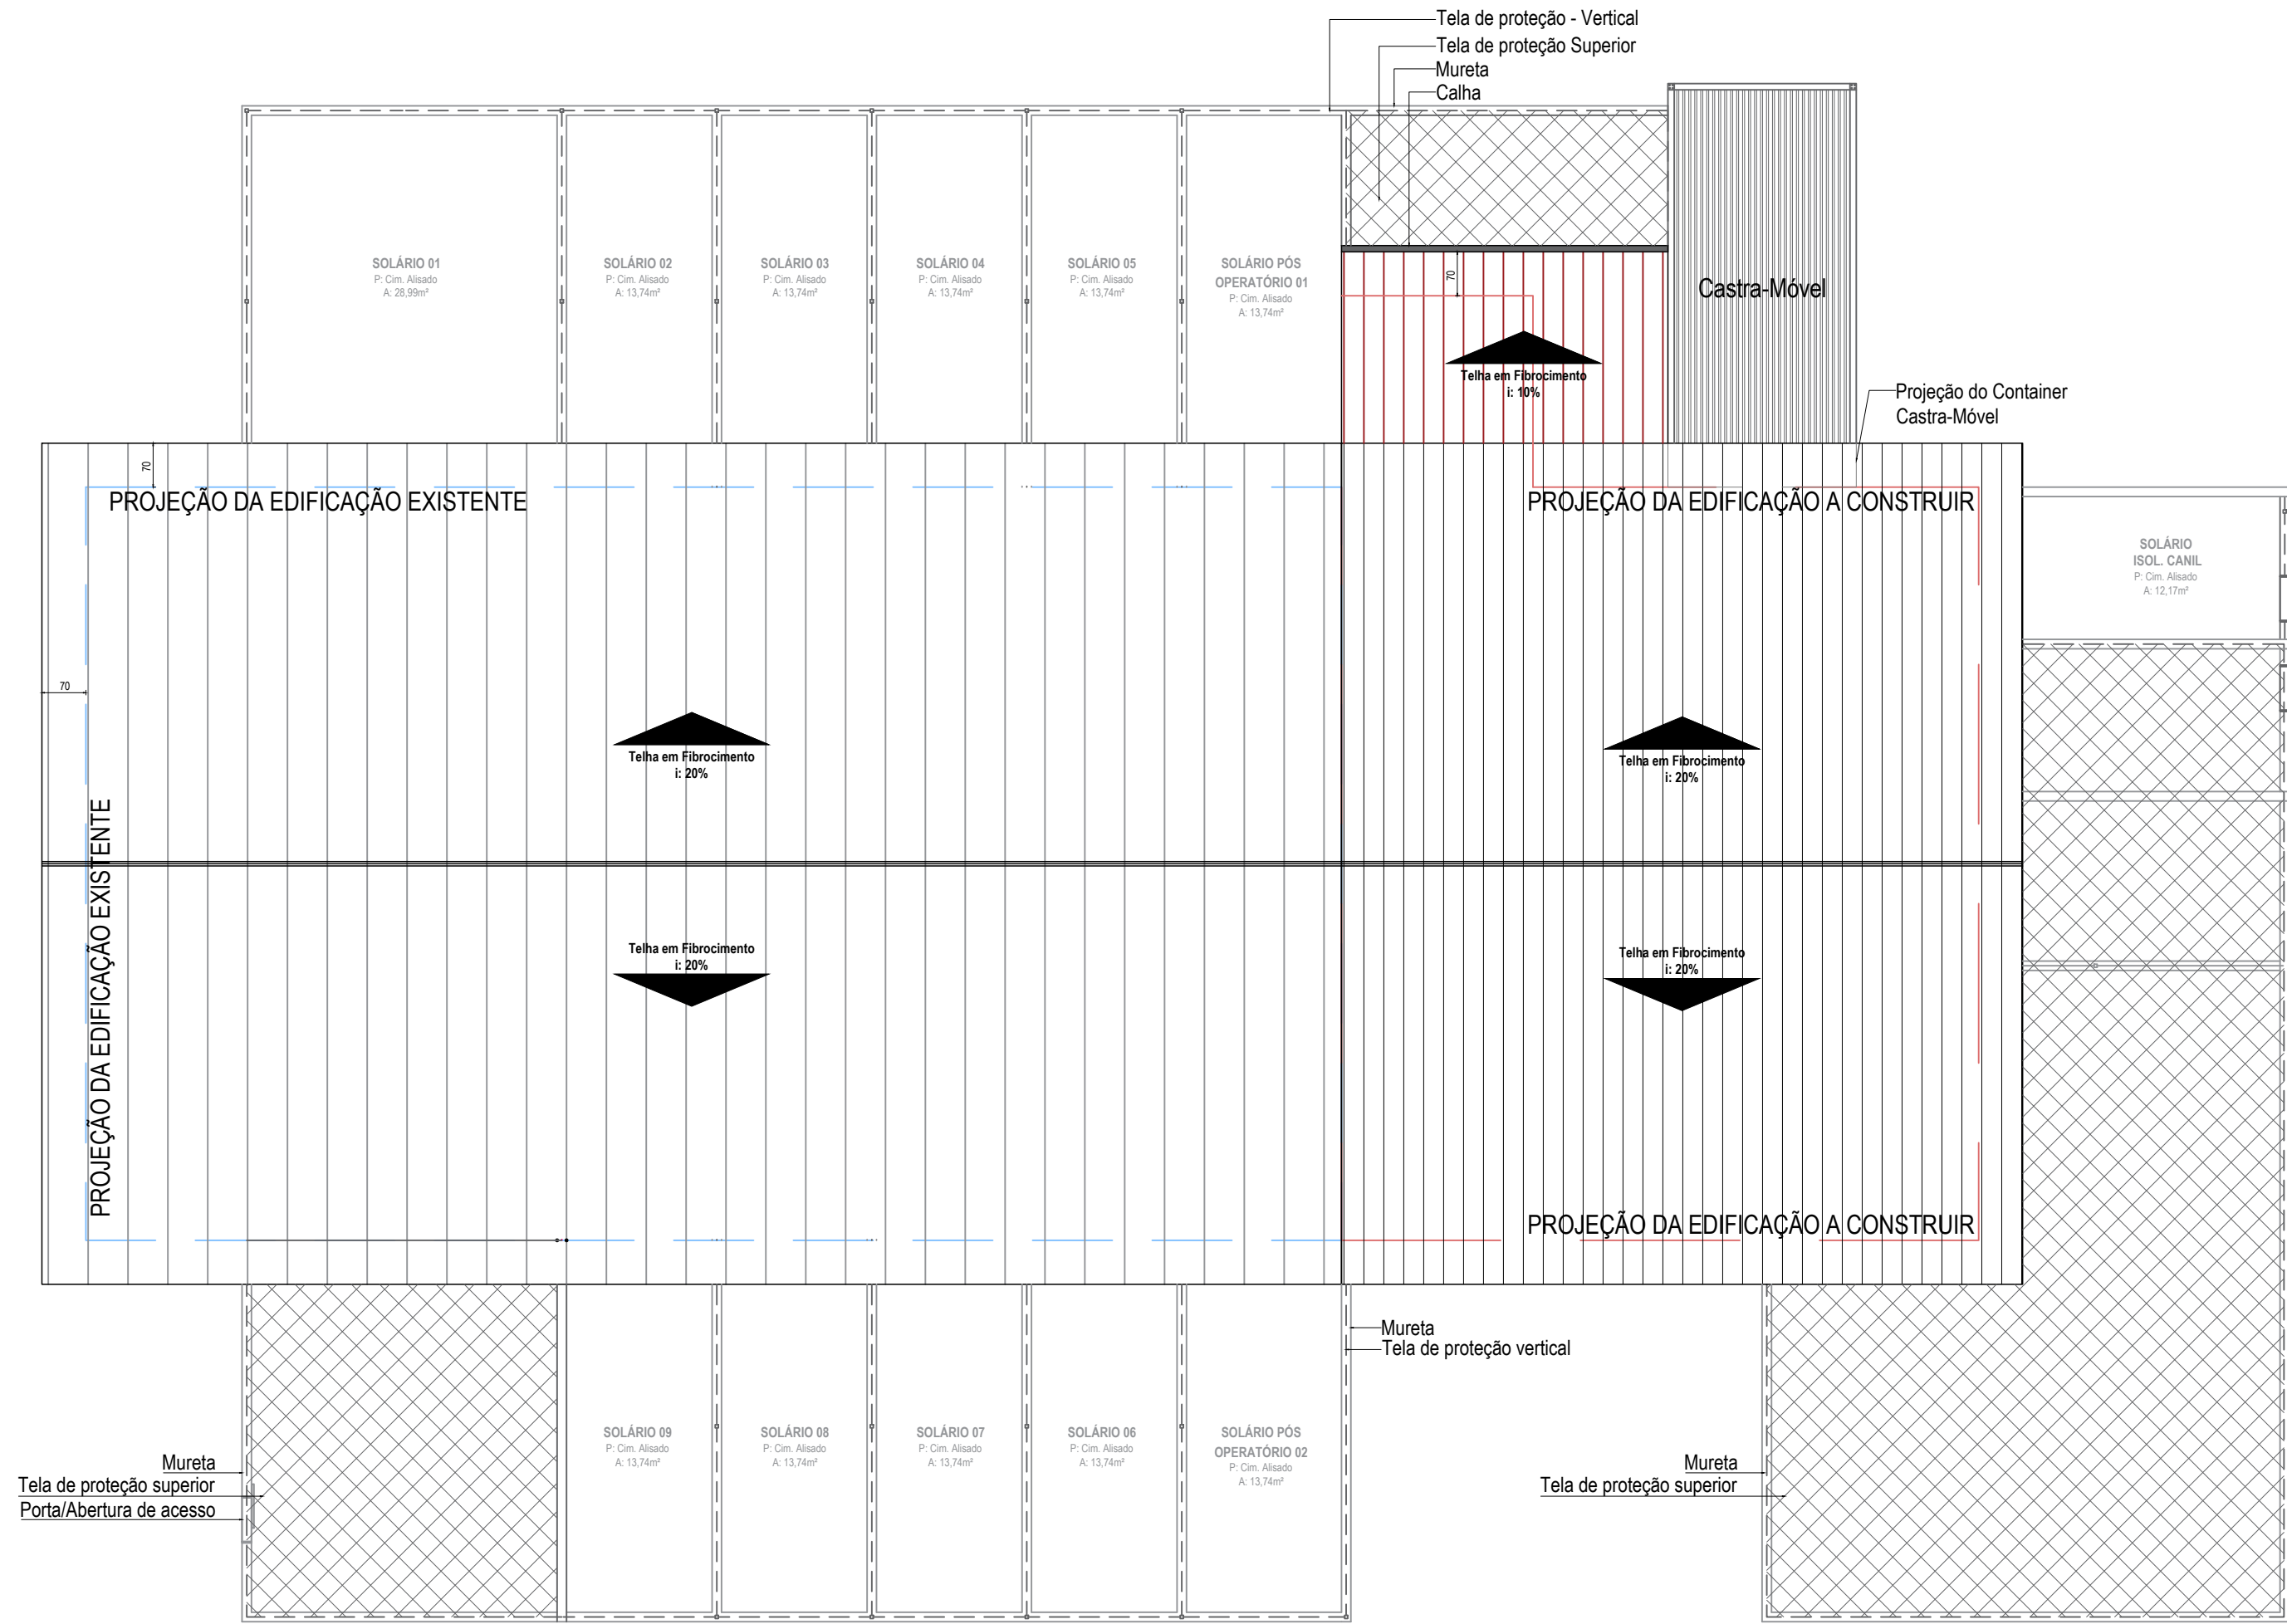 Tela de proteção - Vertical
Tela de proteção Superior
Mureta
Calha
SOLÁRIO 01
P: Cim. Alisado
A: 28,99m²
SOLÁRIO 02
P: Cim. Alisado
A: 13,74m²
SOLÁRIO 03
P: Cim. Alisado
A: 13,74m²
SOLÁRIO 04
P: Cim. Alisado
A: 13,74m²
SOLÁRIO 05
P: Cim. Alisado
A: 13,74m²
SOLÁRIO PÓS
OPERATÓRIO 01
P: Cim. Alisado
A: 13,74m²
70
Castra-Móvel
Telha em Fibrocimento
i: 10%
Projeção do Container
Castra-Móvel
70
PROJEÇÃO DA EDIFICAÇÃO EXISTENTE
PROJEÇÃO DA EDIFICAÇÃO A CONSTRUIR
SOLÁRIO
ISOL. CANIL
P: Cim. Alisado
A: 12,17m²
70
Telha em Fibrocimento
i: 20%
Telha em Fibrocimento
i: 20%
PROJEÇÃO DA EDIFICAÇÃO EXISTENTE
Telha em Fibrocimento
i: 20%
Telha em Fibrocimento
i: 20%
PROJEÇÃO DA EDIFICAÇÃO A CONSTRUIR
Mureta
Tela de proteção vertical
SOLÁRIO 09
P: Cim. Alisado
A: 13,74m²
SOLÁRIO 08
P: Cim. Alisado
A: 13,74m²
SOLÁRIO 07
P: Cim. Alisado
A: 13,74m²
SOLÁRIO 06
P: Cim. Alisado
A: 13,74m²
SOLÁRIO PÓS
OPERATÓRIO 02
P: Cim. Alisado
A: 13,74m²
Mureta
Tela de proteção superior
Porta/Abertura de acesso
Mureta
Tela de proteção superior